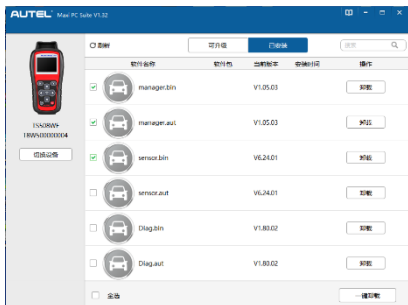 AUTEL Maxi PC Suite V1.32
刷新
可升级
已安装
搜索
软件名称
软件包
当前版本
安装时间
操作
manager.bin
V1.05.03
卸载
manager.aut
V1.05.03
卸载
sensor.bin
V6.24.01
卸载
sensor.aut
V6.24.01
卸载
Diag.bin
V1.80.02
卸载
Diag.aut
V1.80.02
卸载
TS508WF
切换设备
全选
一键卸载